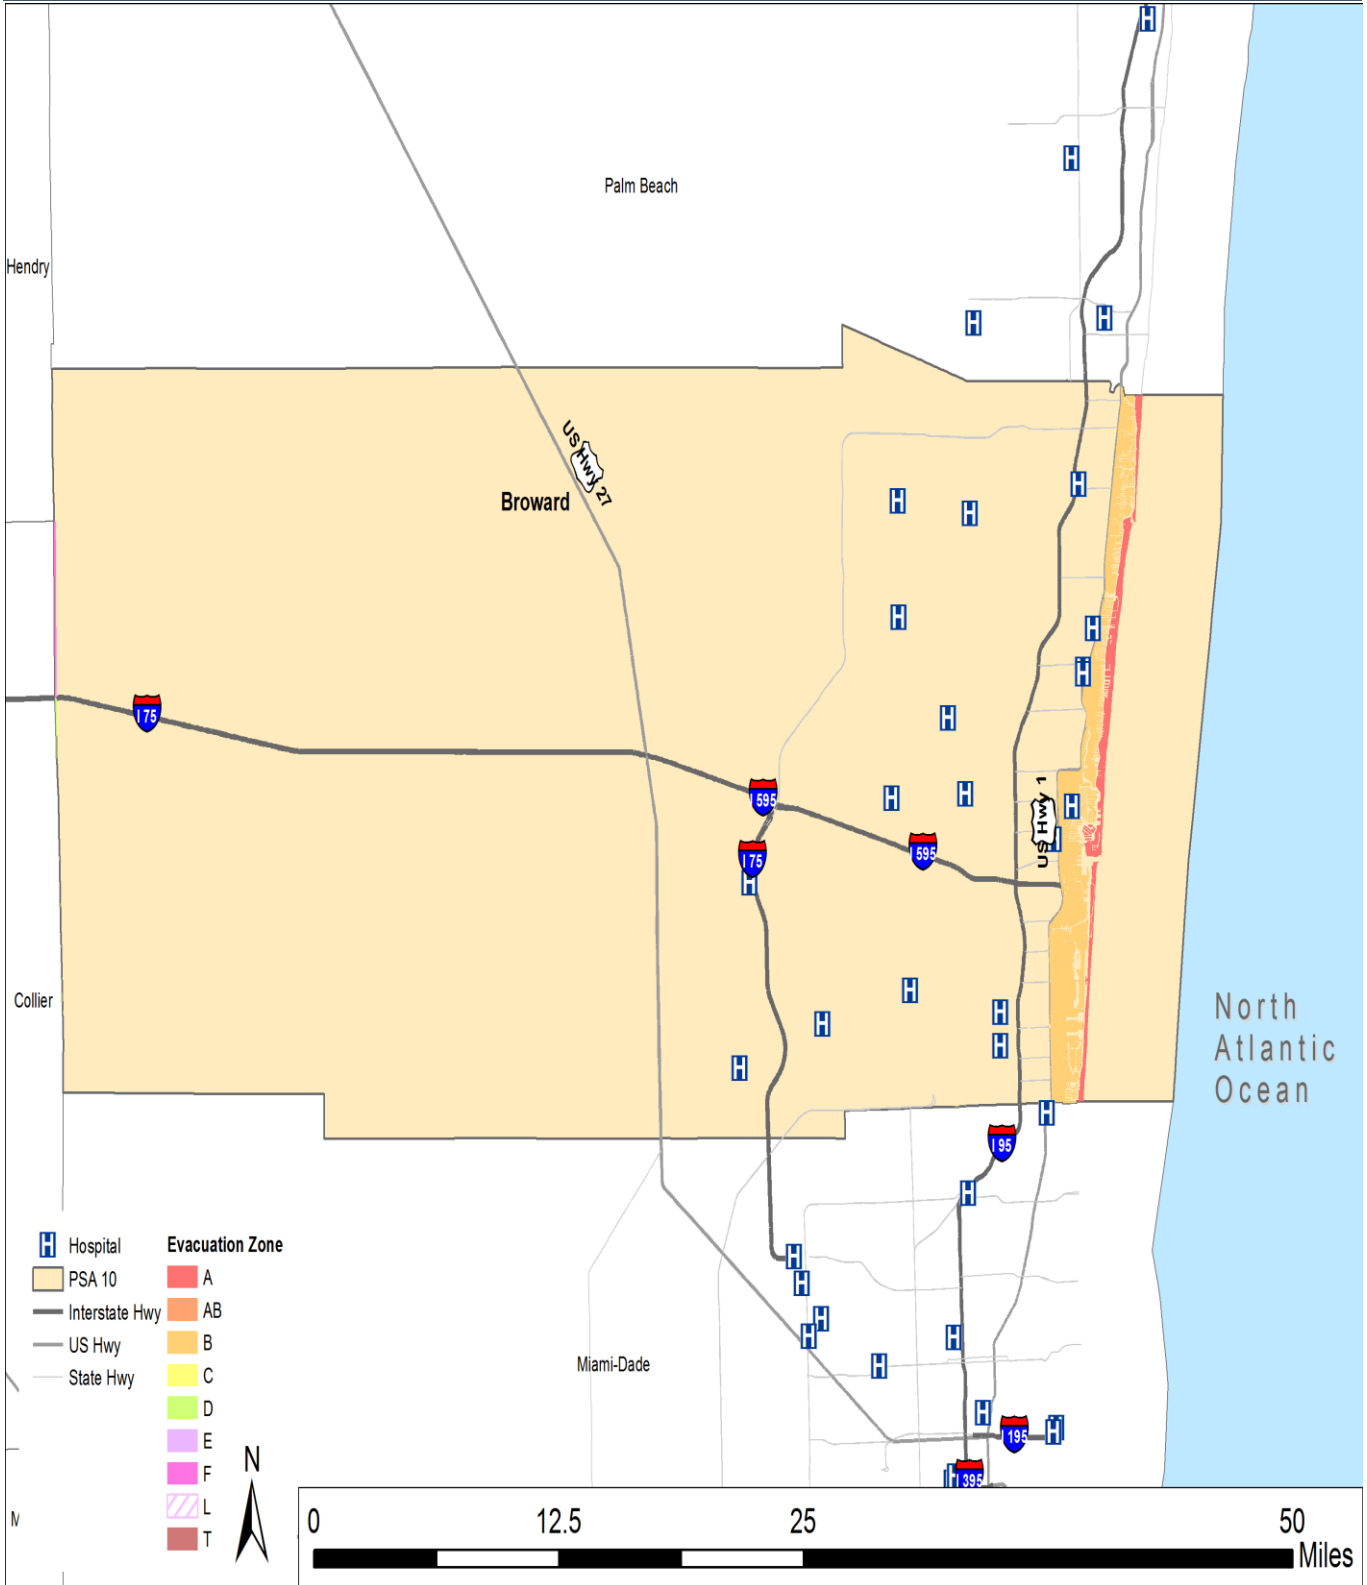 H
H
Palm Beach
Hendry
H
H
US Hwy 27
Broward
H
H
H
H
H
H
I 75
H
I 595
H
H
H
US Hwy 1
H
I 75
I 595
H
Collier
H
H
H
H
H
North
Atlantic
Ocean
H
I 95
H
H
H
H
H
H
H
Miami-Dade
H
I 195
H
I 395
H Hospital
PSA 10
Interstate Hwy
US Hwy
State Hwy
Evacuation Zone
A
AB
B
C
D
E
F
L
T
N
0
12.5
25
50
Miles